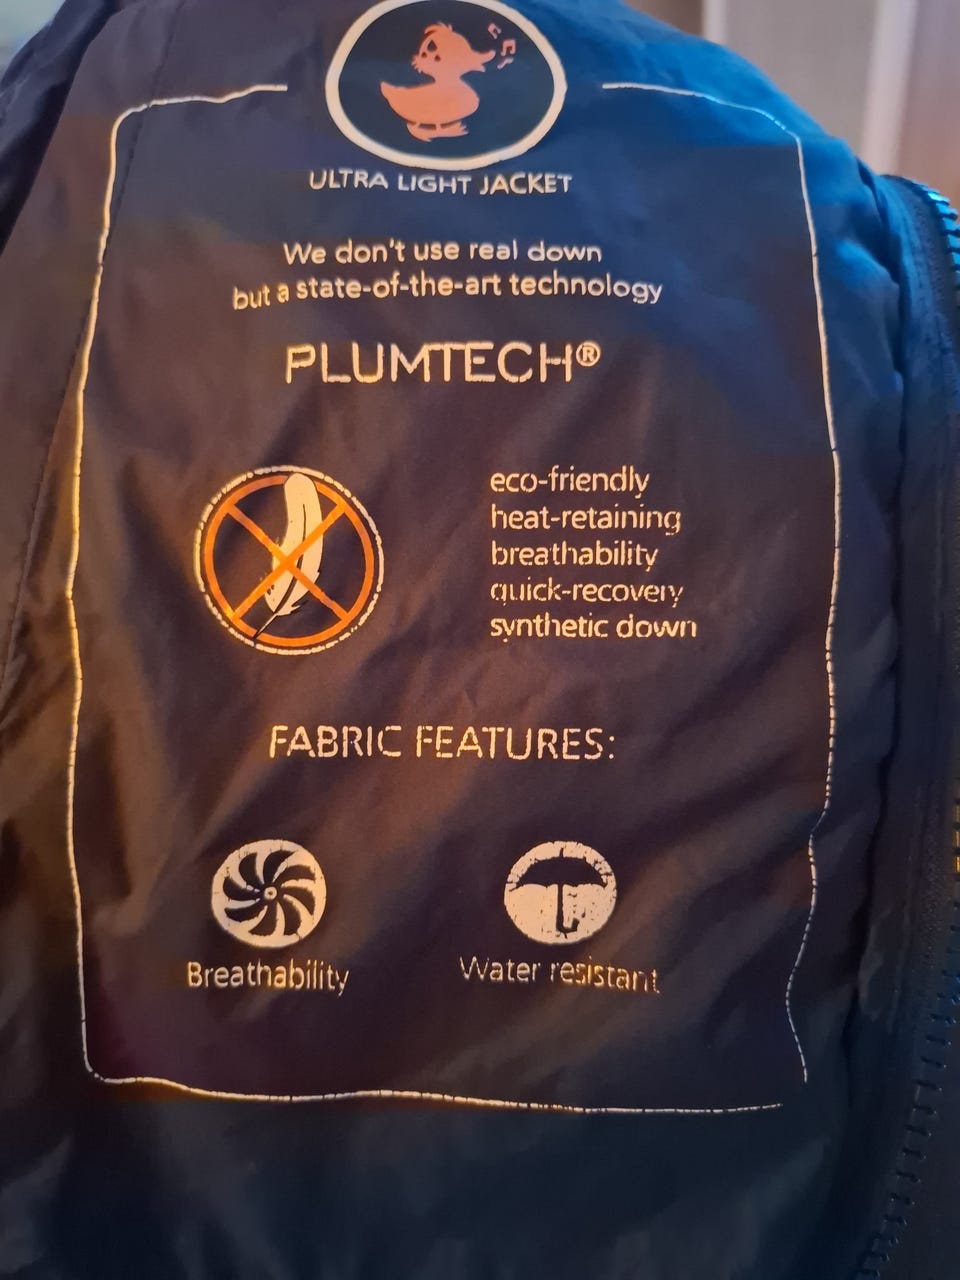 ULTRA LIGHT JACKET
We don't use real down
but a state-of-the-art technology
PLUMTECH®
eco-friendly
heat-retaining
breathability
quick-recovery
synthetic down
FABRIC FEATURES:
Breathability
Water resistant